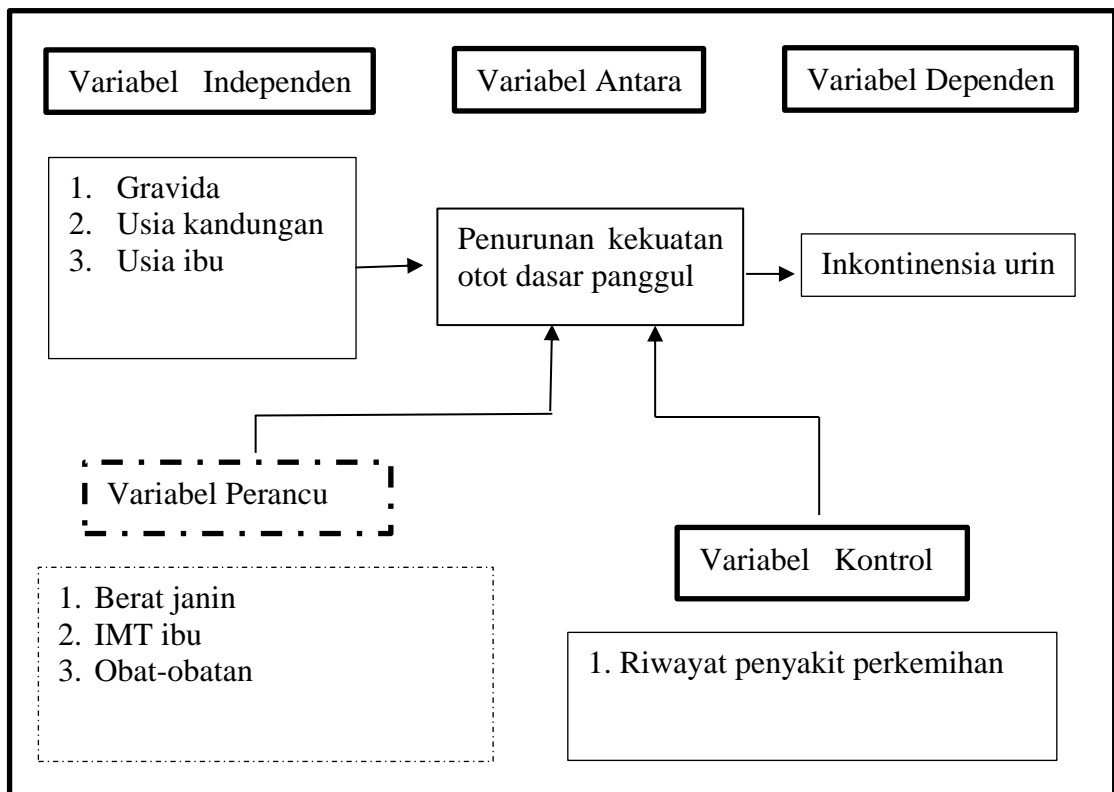 Variabel Independen
Variabel Antara
Variabel Dependen
1. Gravida
2. Usia kandungan
3. Usia ibu
Penurunan kekuatan
otot dasar panggul
Inkontinensia urin
Variabel Perancu
1. Berat janin
2. IMT ibu
3. Obat-obatan
Variabel Kontrol
1. Riwayat penyakit perkemihan